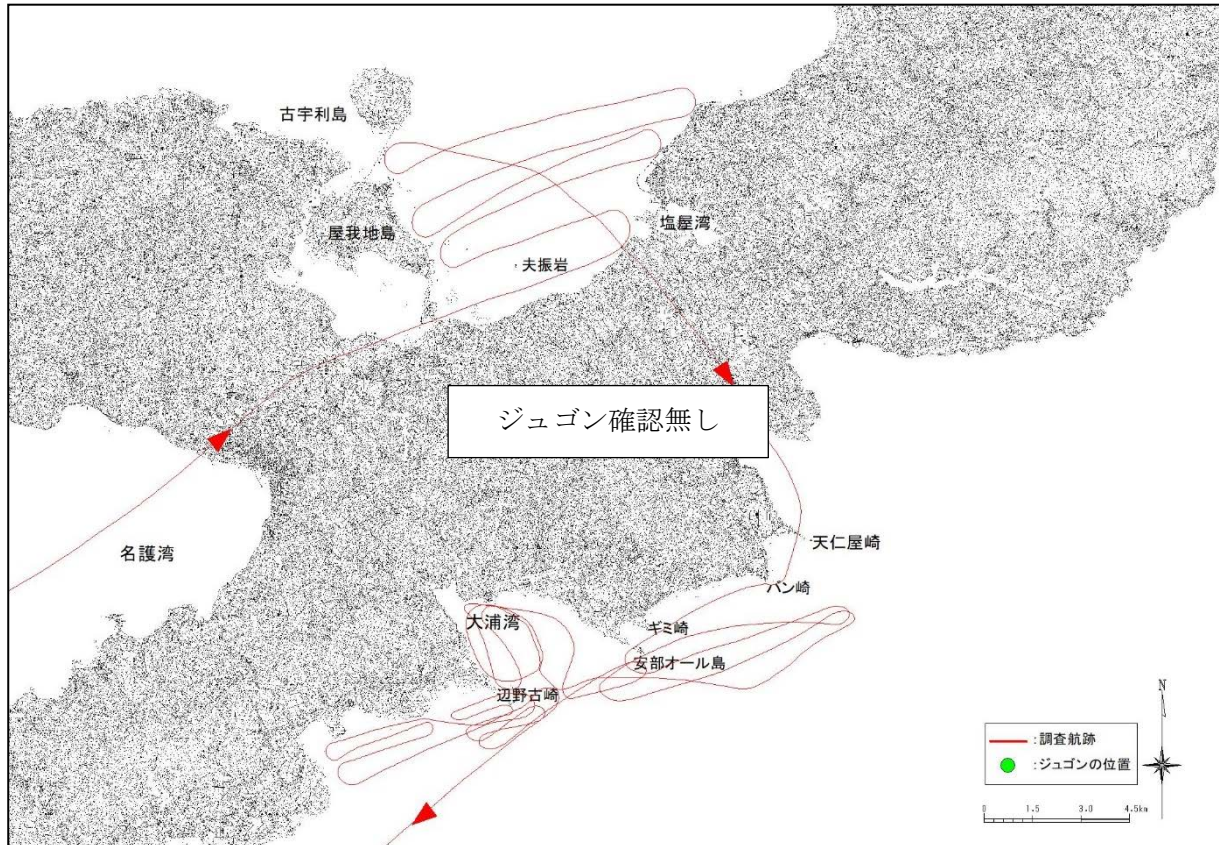 古宇利島
屋我地島
塩屋湾
夫振岩
ジュゴン確認無し
名護湾
天仁屋崎
バン崎
大浦湾
ギミ崎
安部オール島
辺野古崎
N
:調査航跡
:ジュゴンの位置
0 1.5 3.0 4.5km